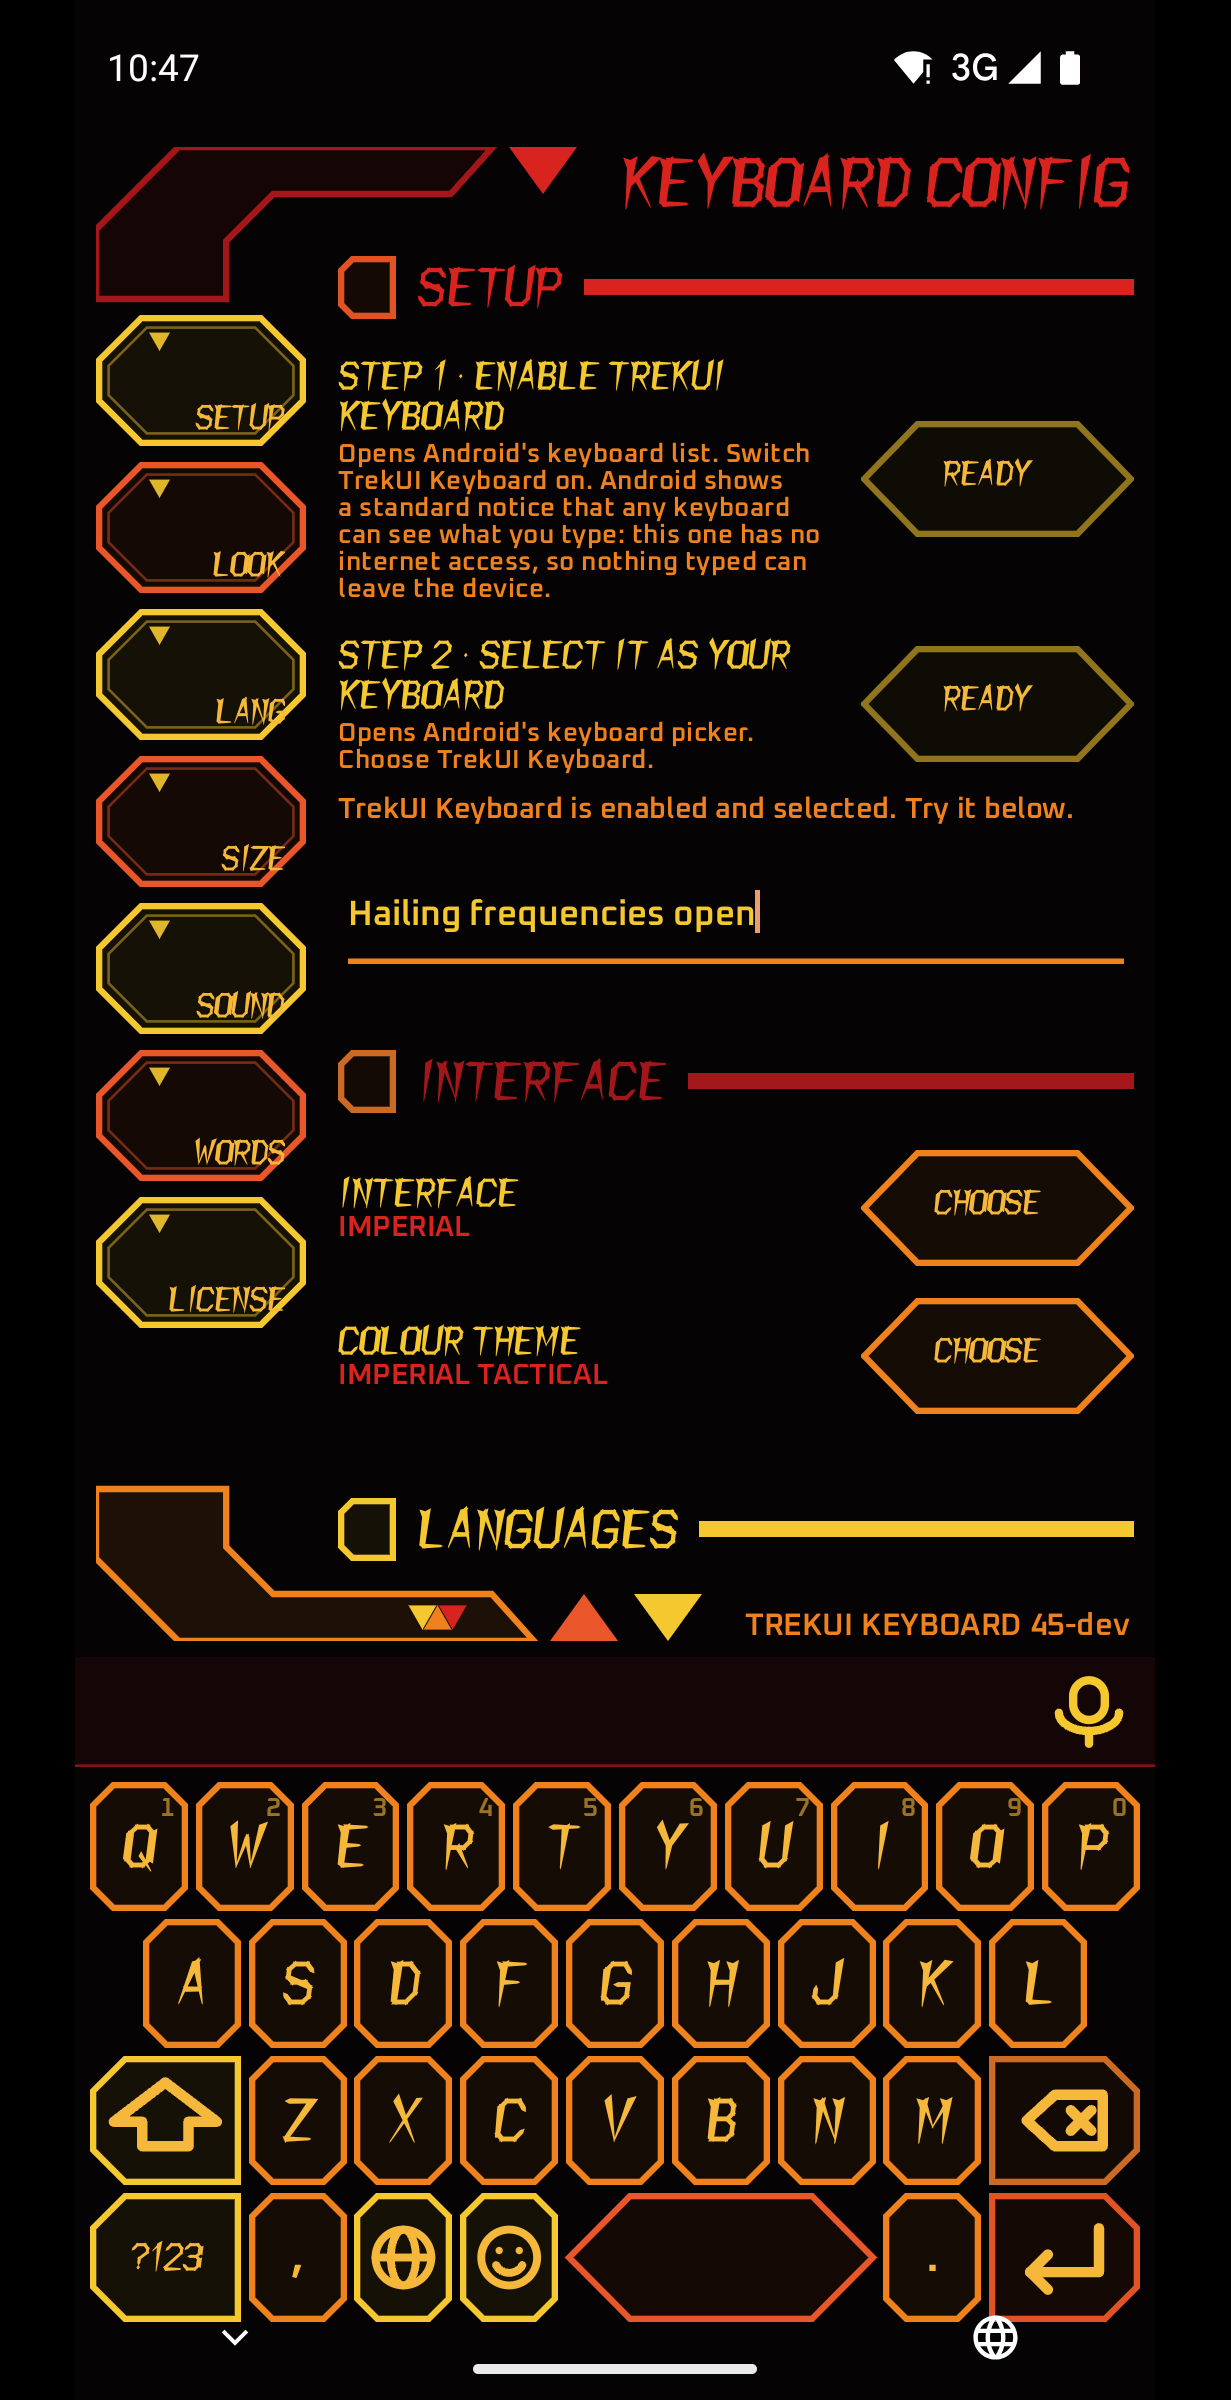 10:47
3G
KEYBOARD CONFIG
SETUP
SETUP
LOOK
LANG
SIZE
SOUND
WORDS
LICENSE
STEP 1 · ENABLE TREKUI
KEYBOARD
Opens Android's keyboard list. Switch
TrekUI Keyboard on. Android shows
a standard notice that any keyboard
can see what you type: this one has no
internet access, so nothing typed can
leave the device.
READY
STEP 2 · SELECT IT AS YOUR
KEYBOARD
Opens Android's keyboard picker.
Choose TrekUI Keyboard.
READY
TrekUI Keyboard is enabled and selected. Try it below.
Hailing frequencies open
INTERFACE
INTERFACE
IMPERIAL
CHOOSE
COLOUR THEME
IMPERIAL TACTICAL
CHOOSE
LANGUAGES
TREKUI KEYBOARD 45-dev
1 2 3 4 5 6 7 8 9 0
Q W E R T Y U I O P
A S D F G H J K L
Z X C V B N M
?123 , .